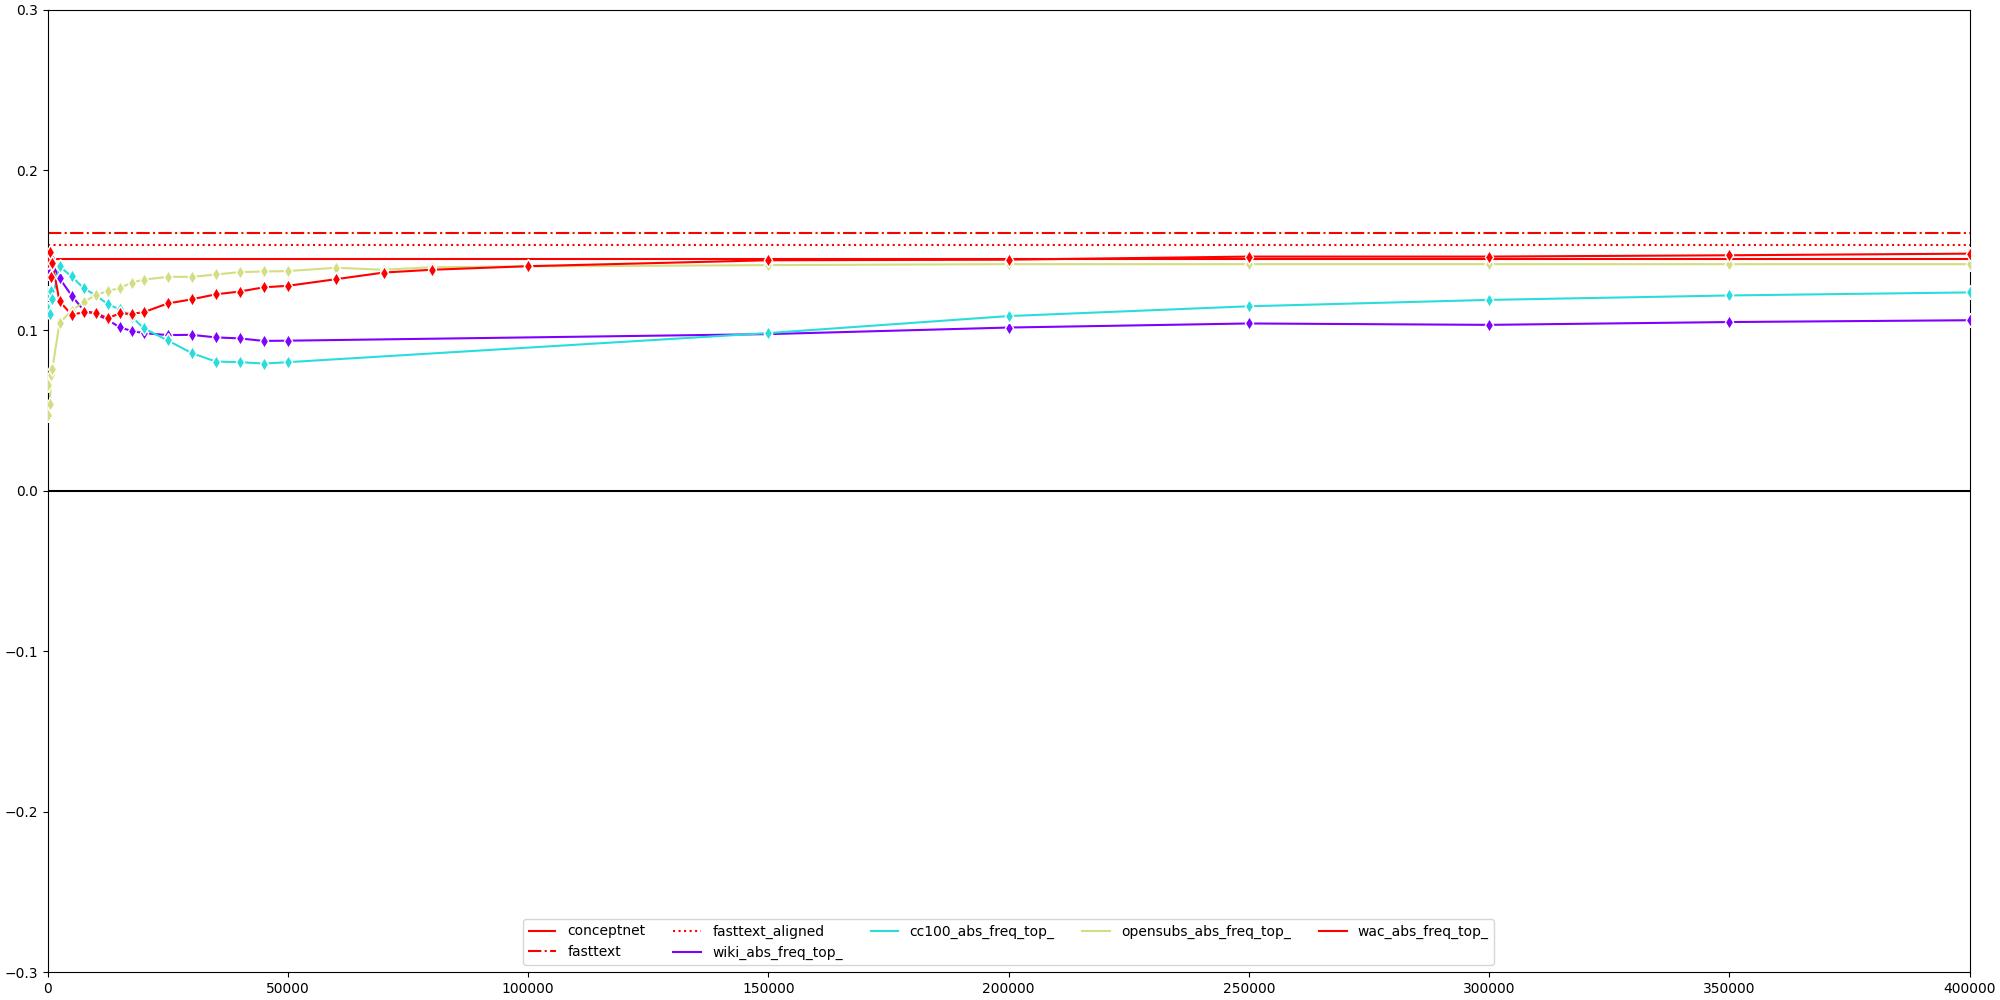 0.3
0.2
0.1
0.0
−0.1
−0.2
−0.3
conceptnet fasttext_aligned cc100_abs_freq_top_ opensubs_abs_freq_top_ wac_abs_freq_top_
fasttext wiki_abs_freq_top_
0 50000 100000 150000 200000 250000 300000 350000 400000